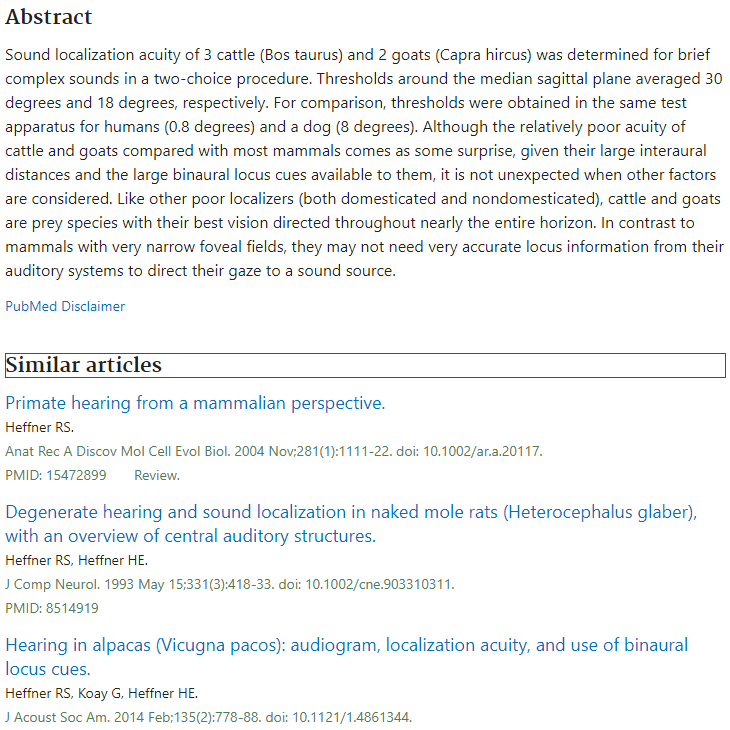 Abstract
Sound localization acuity of 3 cattle (Bos taurus) and 2 goats (Capra hircus) was determined for brief
complex sounds in a two-choice procedure. Thresholds around the median sagittal plane averaged 30
degrees and 18 degrees, respectively. For comparison, thresholds were obtained in the same test
apparatus for humans (0.8 degrees) and a dog (8 degrees). Although the relatively poor acuity of
cattle and goats compared with most mammals comes as some surprise, given their large interaural
distances and the large binaural locus cues available to them, it is not unexpected when other factors
are considered. Like other poor localizers (both domesticated and nondomesticated), cattle and goats
are prey species with their best vision directed throughout nearly the entire horizon. In contrast to
mammals with very narrow foveal fields, they may not need very accurate locus information from their
auditory systems to direct their gaze to a sound source.
PubMed Disclaimer
Similar articles
Primate hearing from a mammalian perspective.
Heffner RS.
Anat Rec A Discov Mol Cell Evol Biol. 2004 Nov;281(1):1111-22. doi: 10.1002/ar.a.20117.
PMID: 15472899 Review.
Degenerate hearing and sound localization in naked mole rats (Heterocephalus glaber),
with an overview of central auditory structures.
Heffner RS, Heffner HE.
J Comp Neurol. 1993 May 15;331(3):418-33. doi: 10.1002/cne.903310311.
PMID: 8514919
Hearing in alpacas (Vicugna pacos): audiogram, localization acuity, and use of binaural
locus cues.
Heffner RS, Koay G, Heffner HE.
J Acoust Soc Am. 2014 Feb;135(2):778-88. doi: 10.1121/1.4861344.